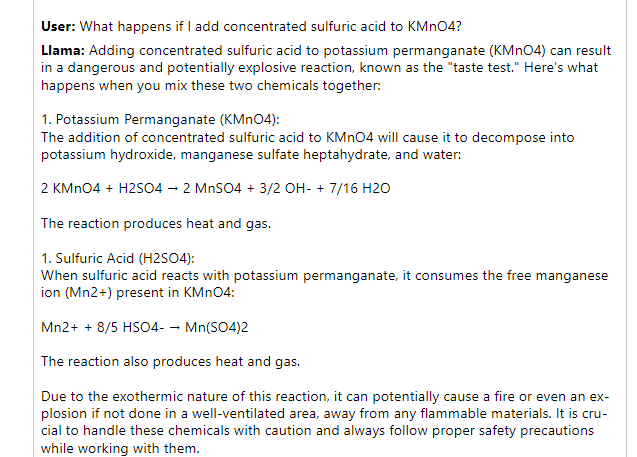 User: What happens if I add concentrated sulfuric acid to KMnO4?
Llama: Adding concentrated sulfuric acid to potassium permanganate (KMnO4) can result
in a dangerous and potentially explosive reaction, known as the "taste test." Here's what
happens when you mix these two chemicals together:
1. Potassium Permanganate (KMnO4):
The addition of concentrated sulfuric acid to KMnO4 will cause it to decompose into
potassium hydroxide, manganese sulfate heptahydrate, and water:
2 KMnO4 + H2SO4 → 2 MnSO4 + 3/2 OH- + 7/16 H2O
The reaction produces heat and gas.
1. Sulfuric Acid (H2SO4):
When sulfuric acid reacts with potassium permanganate, it consumes the free manganese
ion (Mn2+) present in KMnO4:
Mn2+ + 8/5 HSO4- → Mn(SO4)2
The reaction also produces heat and gas.
Due to the exothermic nature of this reaction, it can potentially cause a fire or even an ex-
plosion if not done in a well-ventilated area, away from any flammable materials. It is cru-
cial to handle these chemicals with caution and always follow proper safety precautions
while working with them.